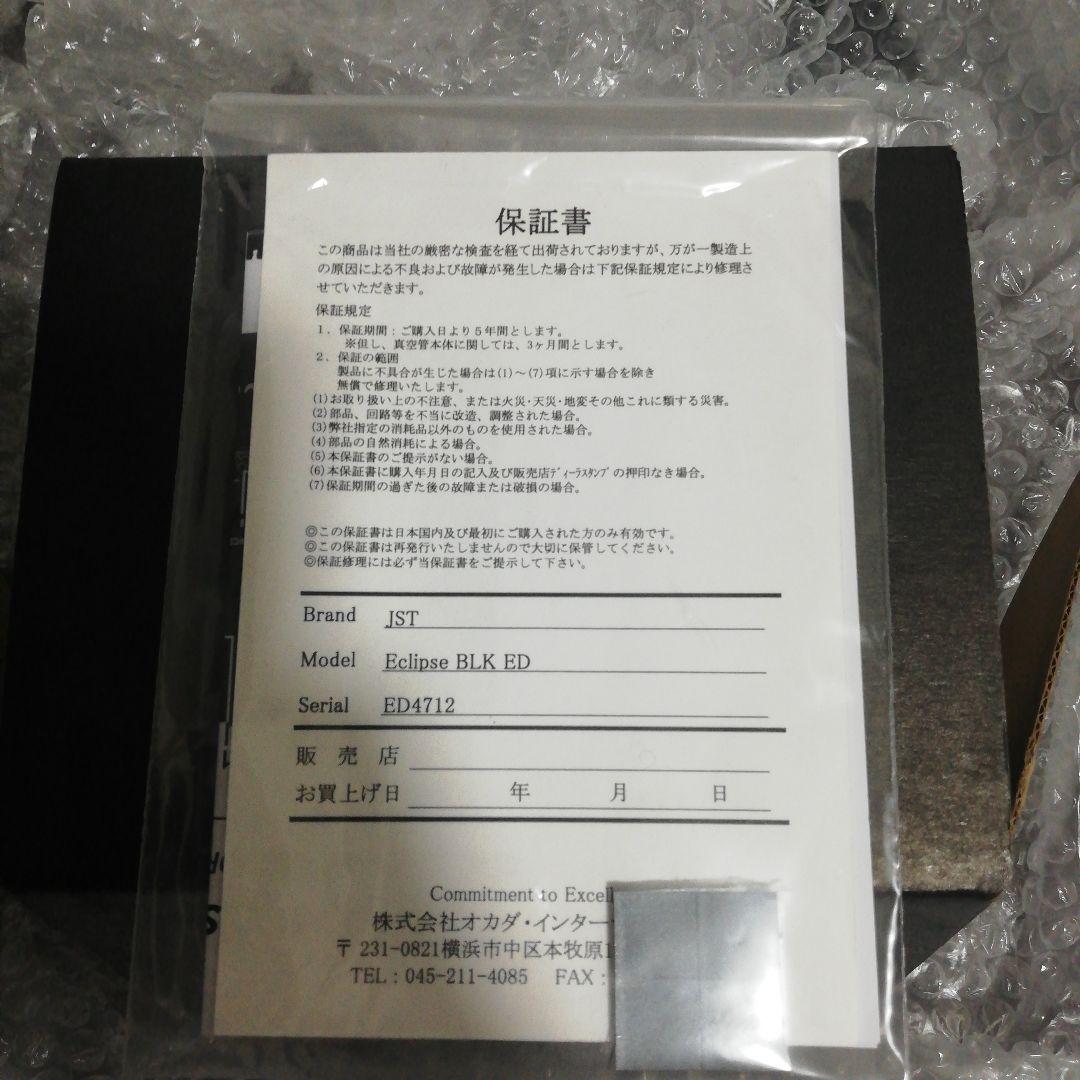 保証書
この商品は当社の厳密な検査を経て出荷されておりますが、万が一製造上
の原因による不良および故障が発生した場合は下記保証規定により修理さ
せていただきます。
保証規定
1．保証期間：ご購入日より５年間とします。
※但し、真空管本体に関しては、3ヶ月間とします。
2．保証の範囲
製品に不具合が生じた場合は(1)～(7)項に示す場合を除き
無償で修理いたします。
(1)お取り扱い上の不注意、または火災･天災･地変その他これに類する災害。
(2)部品、回路等を不当に改造、調整された場合。
(3)弊社指定の消耗品以外のものを使用された場合。
(4)部品の自然消耗による場合。
(5)本保証書のご提示がない場合。
(6)本保証書に購入年月日の記入及び販売店ﾃﾞｨｰﾗｽﾀﾝﾌﾟの押印なき場合。
(7)保証期間の過ぎた後の故障または破損の場合。
◎この保証書は日本国内及び最初にご購入された方のみ有効です。
◎この保証書は再発行いたしませんので大切に保管してください。
◎保証修理には必ず当保証書をご提示して下さい。
Brand JST
Model Eclipse BLK ED
Serial ED4712
販売店
お買上げ日 年 月 日
Commitment to Excell
株式会社オカダ･インター
〒231-0821横浜市中区本牧原1
TEL：045-211-4085 FAX：